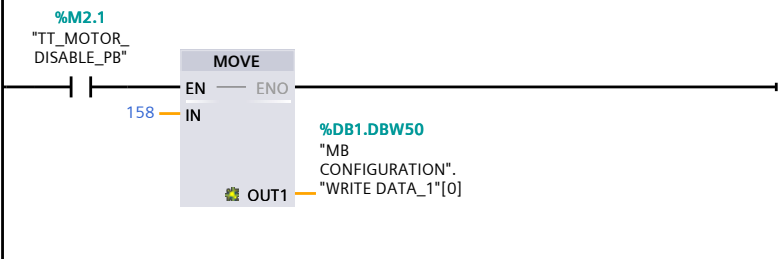 %M2.1
"TT_MOTOR_
DISABLE_PB"
MOVE
EN
ENO
158
IN
%DB1.DBW50
"MB
CONFIGURATION".
"WRITE DATA_1"[0]
OUT1